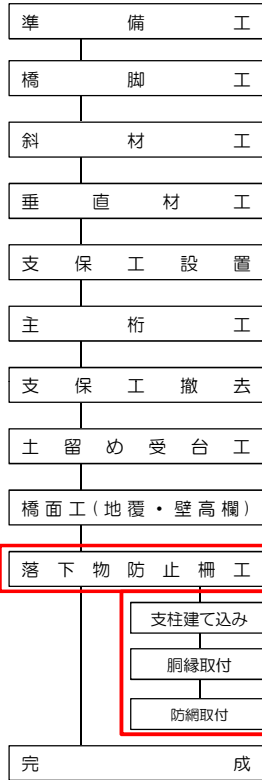 準備工
橋脚工
斜材工
垂直材工
支保工設置
主桁工
支保工撤去
土留め受台工
橋面工(地覆・壁高欄)
落下物防止柵工
支柱建て込み
胴縁取付
防網取付
完成